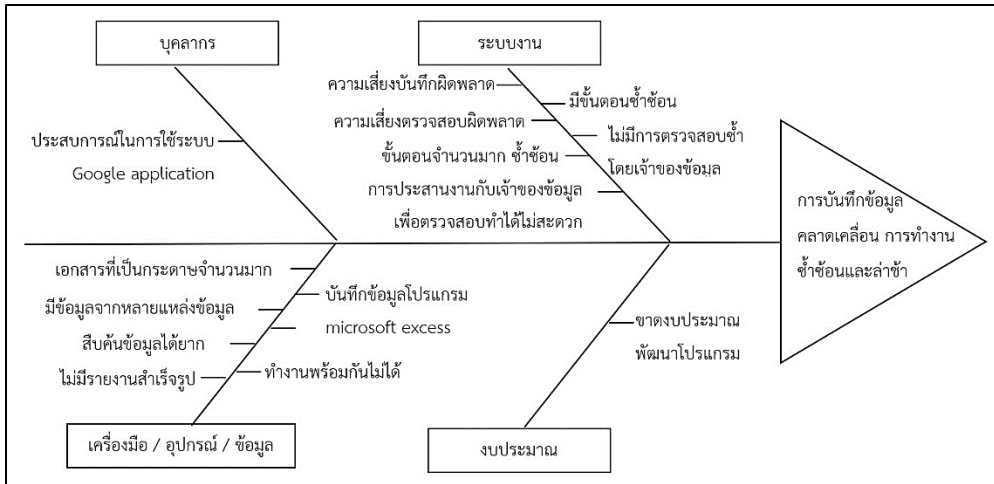 บุคลากร
ระบบงาน
ความเสี่ยงบันทึกผิดพลาด
มีขั้นตอนซ้ำซ้อน
ความเสี่ยงตรวจสอบผิดพลาด
ไม่มีการตรวจสอบซ้ำ
โดยเจ้าของข้อมูล
ขั้นตอนจำนวนมาก ซ้ำซ้อน
การประสานงานกับเจ้าของข้อมูล
เพื่อตรวจสอบทำได้ไม่สะดวก
ประสบการณ์ในการใช้ระบบ
Google application
การบันทึกข้อมูล
คลาดเคลื่อน การทำงาน
ซ้ำซ้อนและล่าช้า
เอกสารที่เป็นกระดาษจำนวนมาก
มีข้อมูลจากหลายแหล่งข้อมูล
สืบค้นข้อมูลได้ยาก
ไม่มีรายงานสำเร็จรูป
บันทึกข้อมูลโปรแกรม
microsoft excess
ทำงานพร้อมกันไม่ได้
ขาดงบประมาณ
พัฒนาโปรแกรม
เครื่องมือ / อุปกรณ์ / ข้อมูล
งบประมาณ